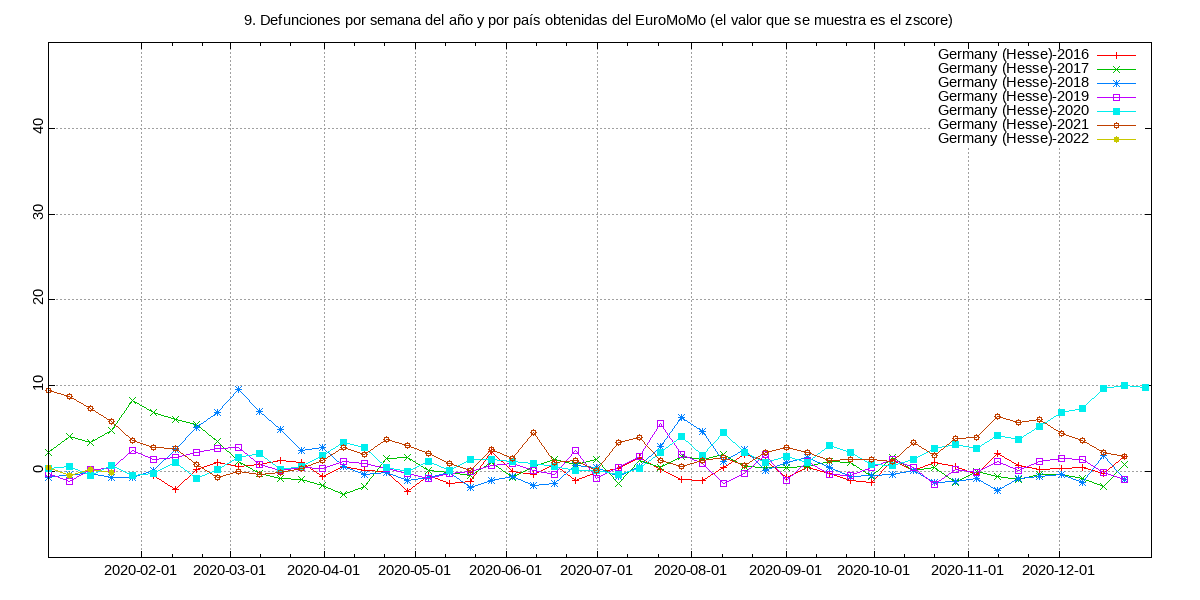 9. Defunciones por semana del año y por país obtenidas del EuroMoMo (el valor que se muestra es el zscore)
Germany (Hesse)-2016
Germany (Hesse)-2017
Germany (Hesse)-2018
Germany (Hesse)-2019
Germany (Hesse)-2020
Germany (Hesse)-2021
Germany (Hesse)-2022
40
30
20
10
0
2020-02-01 2020-03-01 2020-04-01 2020-05-01 2020-06-01 2020-07-01 2020-08-01 2020-09-01 2020-10-01 2020-11-01 2020-12-01